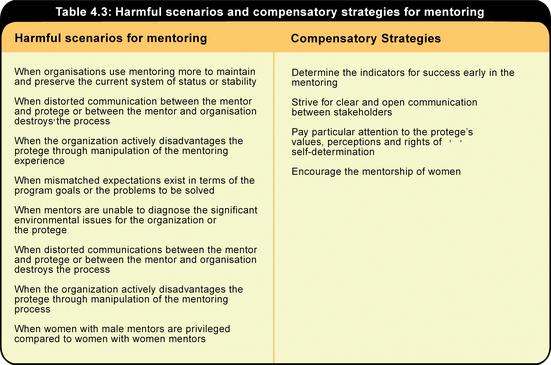 Table 4.3: Harmful scenarios and compensatory strategies for mentoring
Harmful scenarios for mentoring
When organisations use mentoring more to maintain
and preserve the current system of status or stability
When distorted communication between the mentor
and protege or between the mentor and organisation
destroys the process
When the organization actively disadvantages the
protege through manipulation of the mentoring
experience
When mismatched expectations exist in terms of the
program goals or the problems to be solved
When mentors are unable to diagnose the significant
environmental issues for the organization or
the protege
When distorted communications between the mentor
and protege or between the mentor and organisation
destroys the process
When the organization actively disadvantages the
protege through manipulation of the mentoring
process
When women with male mentors are privileged
compared to women with women mentors
Compensatory Strategies
Determine the indicators for success early in the
mentoring
Strive for clear and open communication
between stakeholders
Pay particular attention to the protege's
values, perceptions and rights of
self-determination
Encourage the mentorship of women